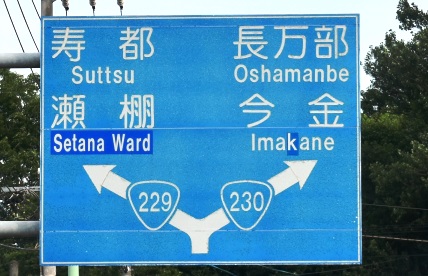 寿都 長万部
Suttsu Oshamanbe
瀬棚 今金
Setana Ward Imakane
229 230